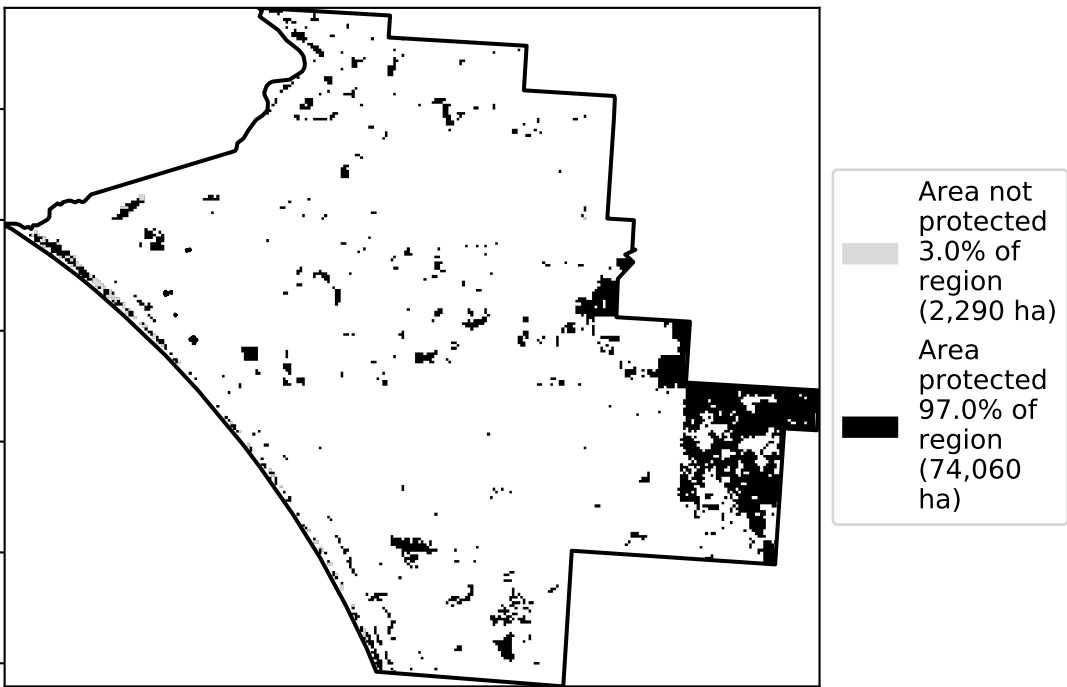 Area not
protected
3.0% of
region
(2,290 ha)
Area
protected
97.0% of
region
(74,060
ha)